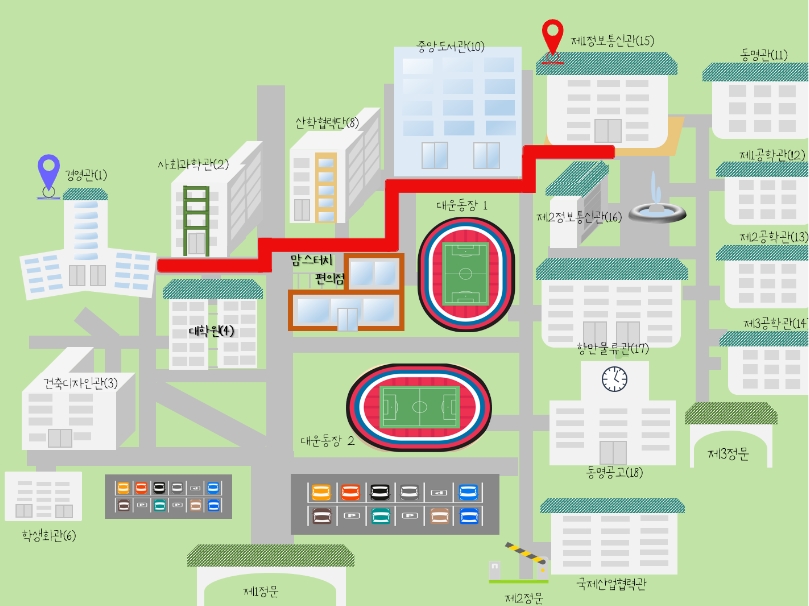 중앙도서관(10)
제1정보통신관(15)
동명관(11)
산학협력단(8)
사회과학관(2)
경영관(1)
제1공학관(12)
대운동장 1
제2정보통신관(16)
제2공학관(13)
맘스터치
편의점
제3공학관(14
대학원(4)
항만물류관(17)
건축디자인관(3)
대운동장 2
제3정문
동명공고(18)
학생회관(6)
국제산업협력관
제1정문
제2정문